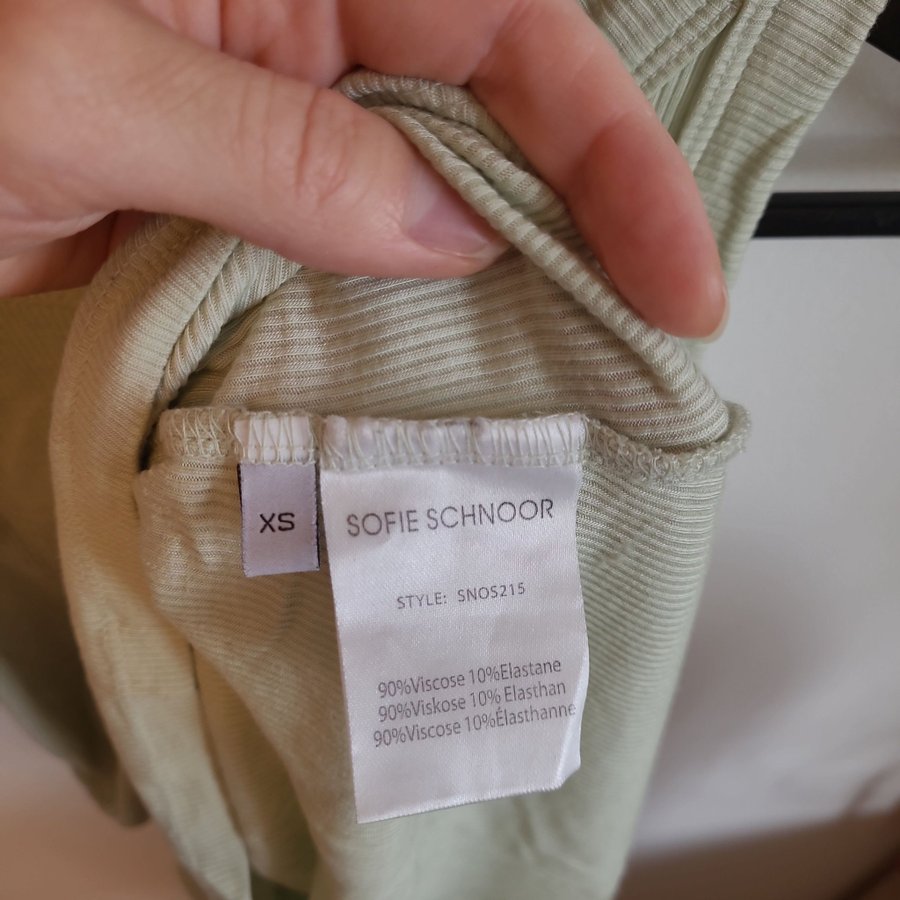 XS
SOFIE SCHNOOR
STYLE: SNOS215
90%Viscose 10%Elastane
90%Viskose 10% Elasthan
90%Viscose 10%Élasthanne